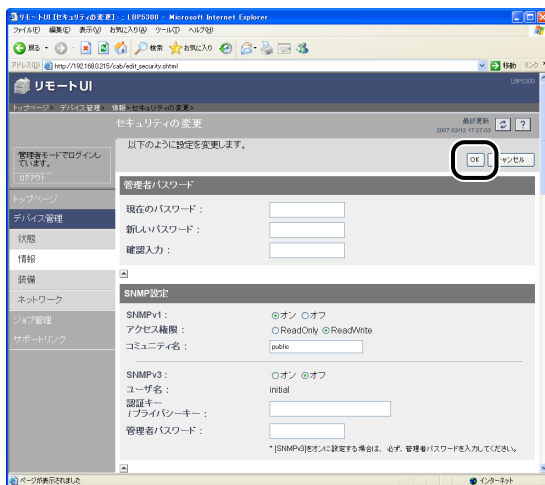 リモートUI [セキュリティの変更] : ; LBP5300 - Microsoft Internet Explorer
ファイル(F) 編集(E) 表示(V) お気に入り(A) ツール(T) ヘルプ(H)
戻る 検索 お気に入り
アドレス(D) http://192.168.0.215/cab/edit_security.shtml 移動 リンク
リモートUI LBP5300
トップページ> デバイス管理> 情報> セキュリティの変更>
セキュリティの変更 最終更新
2007 03/12 17:37:03 ?
管理者モードでログインしています。
ログアウト
以下のように設定を変更します。
OK キャンセル
トップページ
デバイス管理
状態
情報
装備
ネットワーク
ジョブ管理
サポートリンク
管理者パスワード
現在のパスワード :
新しいパスワード :
確認入力 :
SNMP設定
SNMPv1 : オン オフ
アクセス権限 : ReadOnly ReadWrite
コミュニティ名 : public
SNMPv3 : オン オフ
ユーザ名 : initial
認証キー
/プライバシーキー :
管理者パスワード :
* [SNMPv3]をオンに設定する場合は、必ず、管理者パスワードを入力してください。
ページが表示されました インターネット